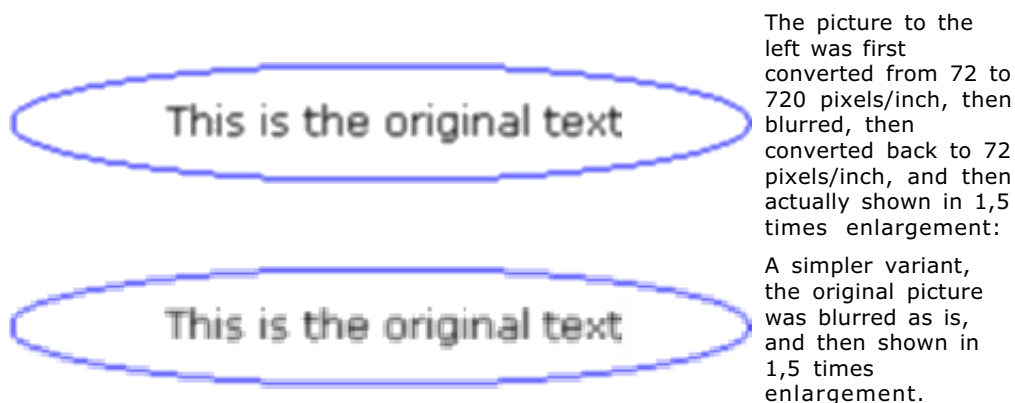 This is the original text
The picture to the
left was first
converted from 72 to
720 pixels/inch, then
blurred, then
converted back to 72
pixels/inch, and then
actually shown in 1,5
times enlargement:
This is the original text
A simpler variant,
the original picture
was blurred as is,
and then shown in
1,5 times
enlargement.